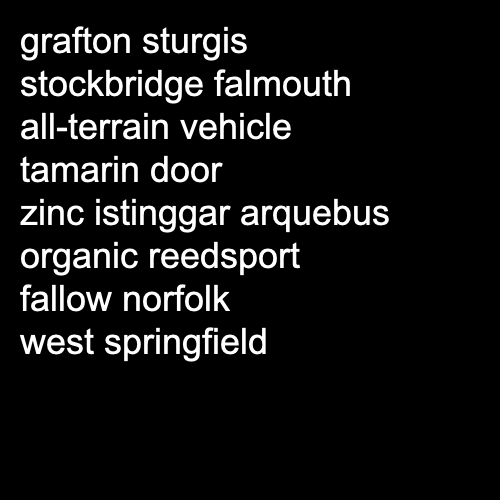 grafton sturgis
stockbridge falmouth
all-terrain vehicle
tamarin door
zinc istinggar arquebus
organic reedsport
fallow norfolk
west springfield